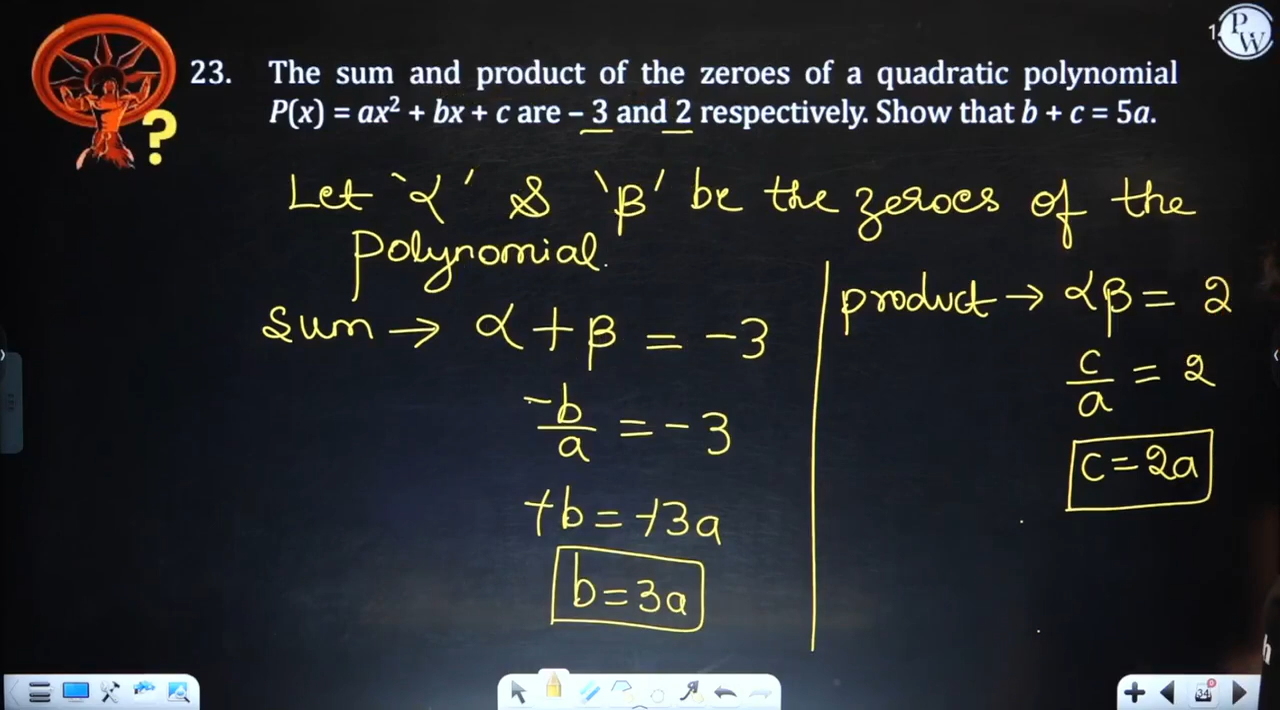 PW
23. The sum and product of the zeroes of a quadratic polynomial
P(x) = ax² + bx + c are – 3 and 2 respectively. Show that b + c = 5a.
?
Let 'α' & 'β' be the zeroes of the
polynomial.
Sum → α + β = -3
-b/a = -3
+b = +3a
b = 3a
product → αβ = 2
c/a = 2
c = 2a
34